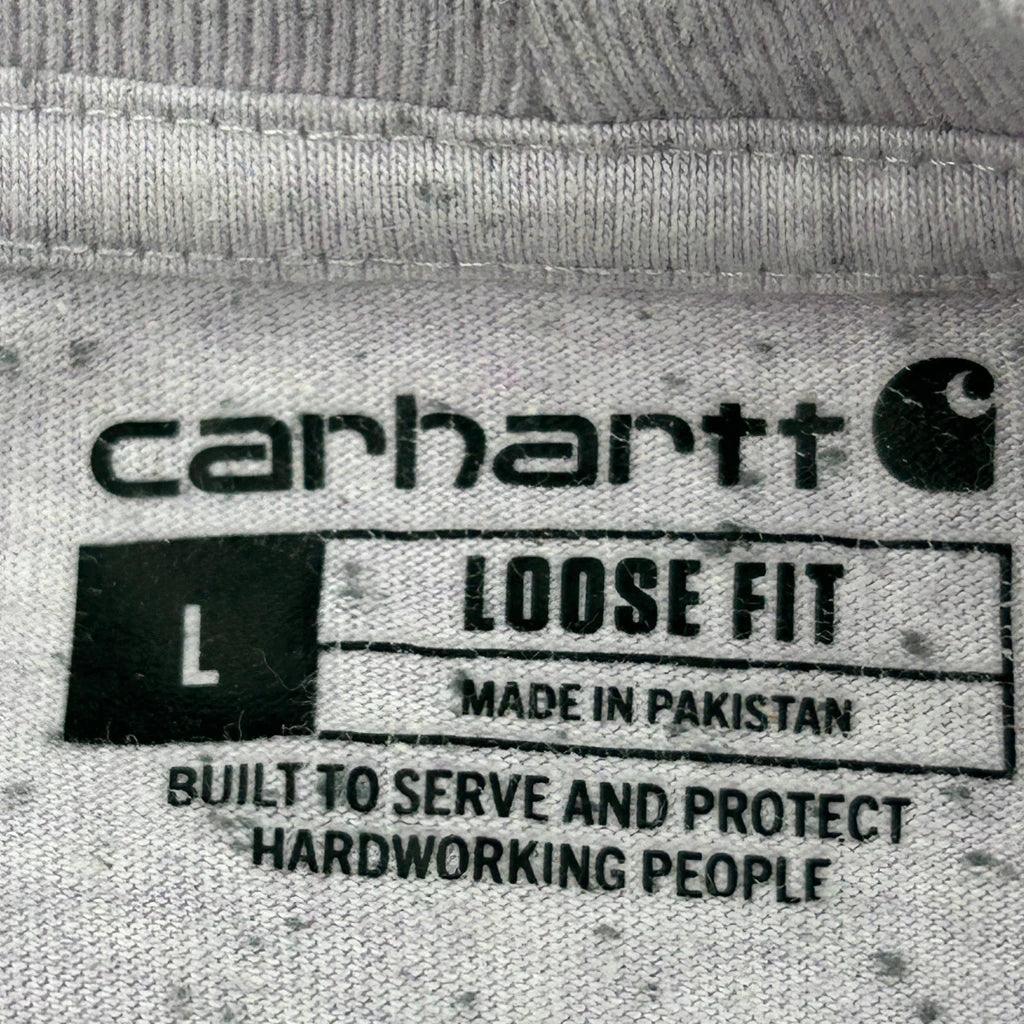 carhartt
L
LOOSE FIT
MADE IN PAKISTAN
BUILT TO SERVE AND PROTECT
HARDWORKING PEOPLE